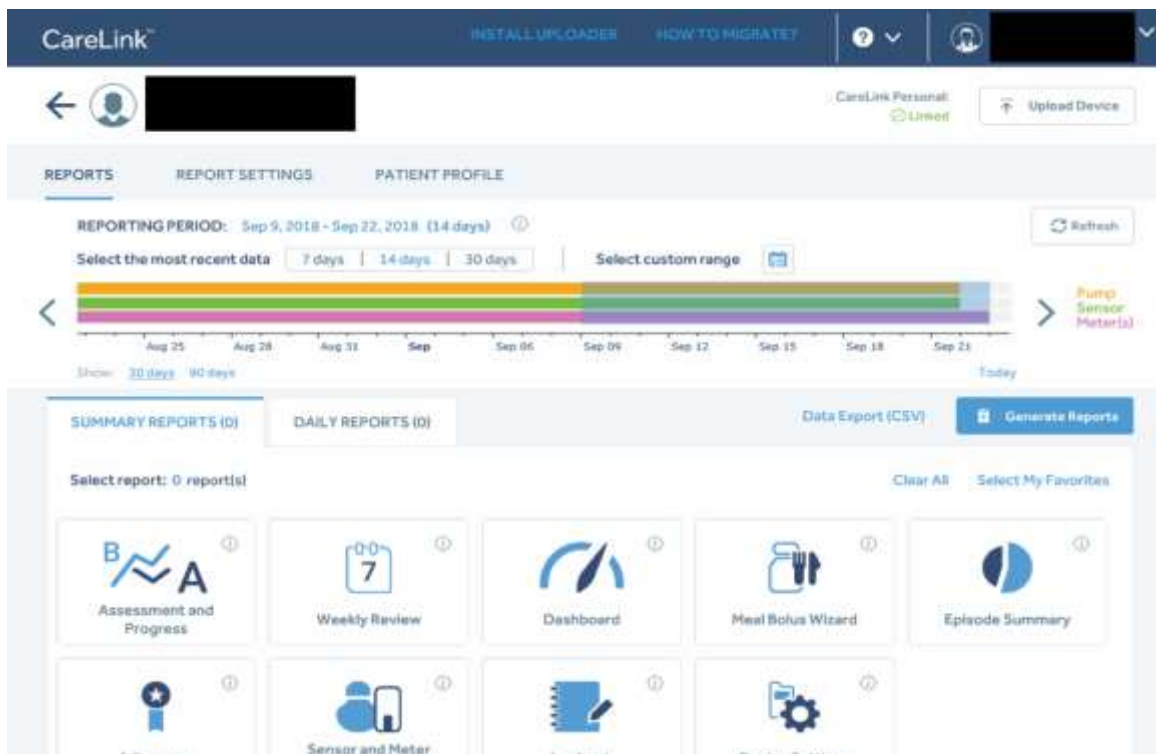 CareLink™ INSTALL UPLOADER HOW TO MIGRATE? ?
CareLink Personal:
Linked
Upload Device
REPORTS REPORT SETTINGS PATIENT PROFILE
REPORTING PERIOD: Sep 9, 2018 - Sep 22, 2018 (14 days)
Refresh
Select the most recent data 7 days | 14 days | 30 days Select custom range
Pump
Sensor
Meter(s)
Aug 25 Aug 28 Aug 31 Sep Sep 06 Sep 09 Sep 12 Sep 15 Sep 18 Sep 21
Show: 30 days 90 days Today
SUMMARY REPORTS (0) DAILY REPORTS (0) Data Export (CSV) Generate Reports
Select report: 0 report(s) Clear All Select My Favorites
B A
7
Assessment and
Progress
Weekly Review
Dashboard
Meal Bolus Wizard
Episode Summary
Sensor and Meter